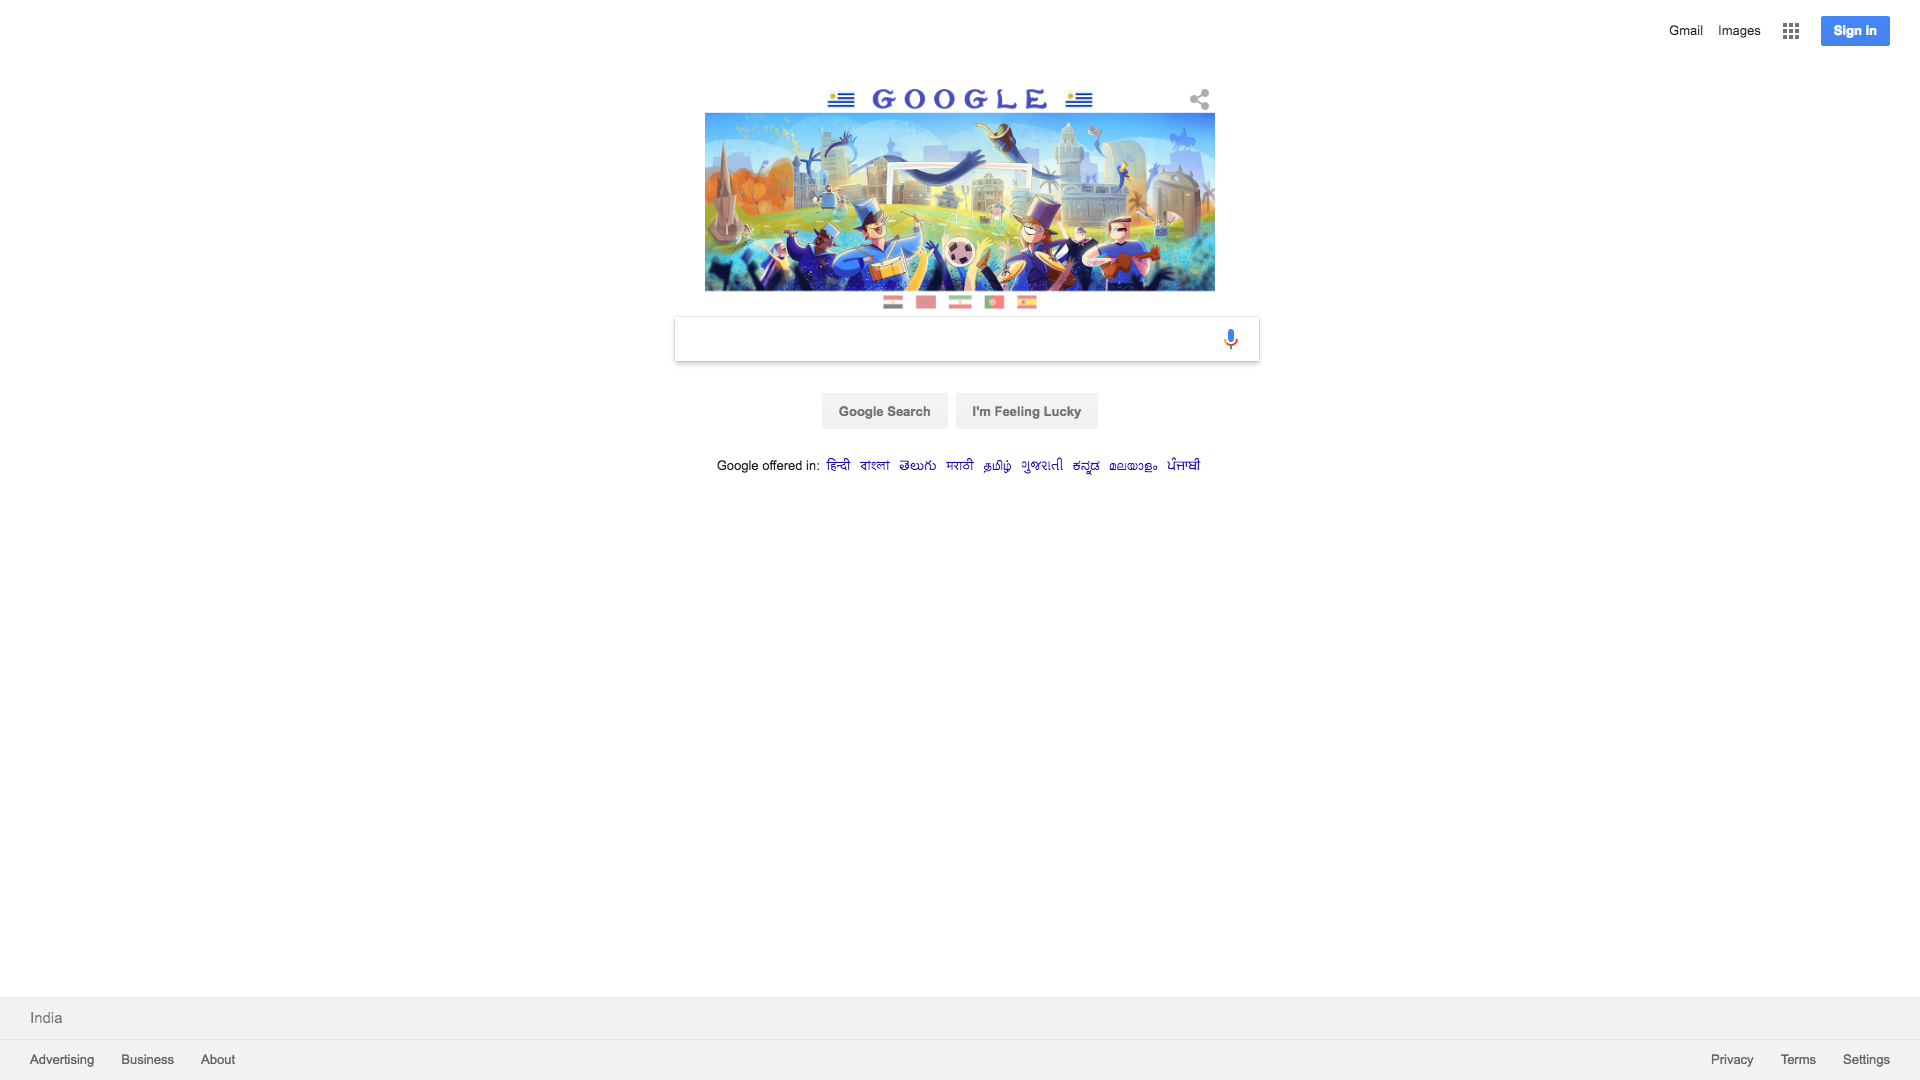 Gmail Images Sign in
GOOGLE
Google Search I'm Feeling Lucky
Google offered in: हिन्दी বাংলা తెలుగు मराठी தமிழ் ગુજરાતી ಕನ್ನಡ മലയാളം ਪੰਜਾਬੀ
India
Advertising Business About Privacy Terms Settings